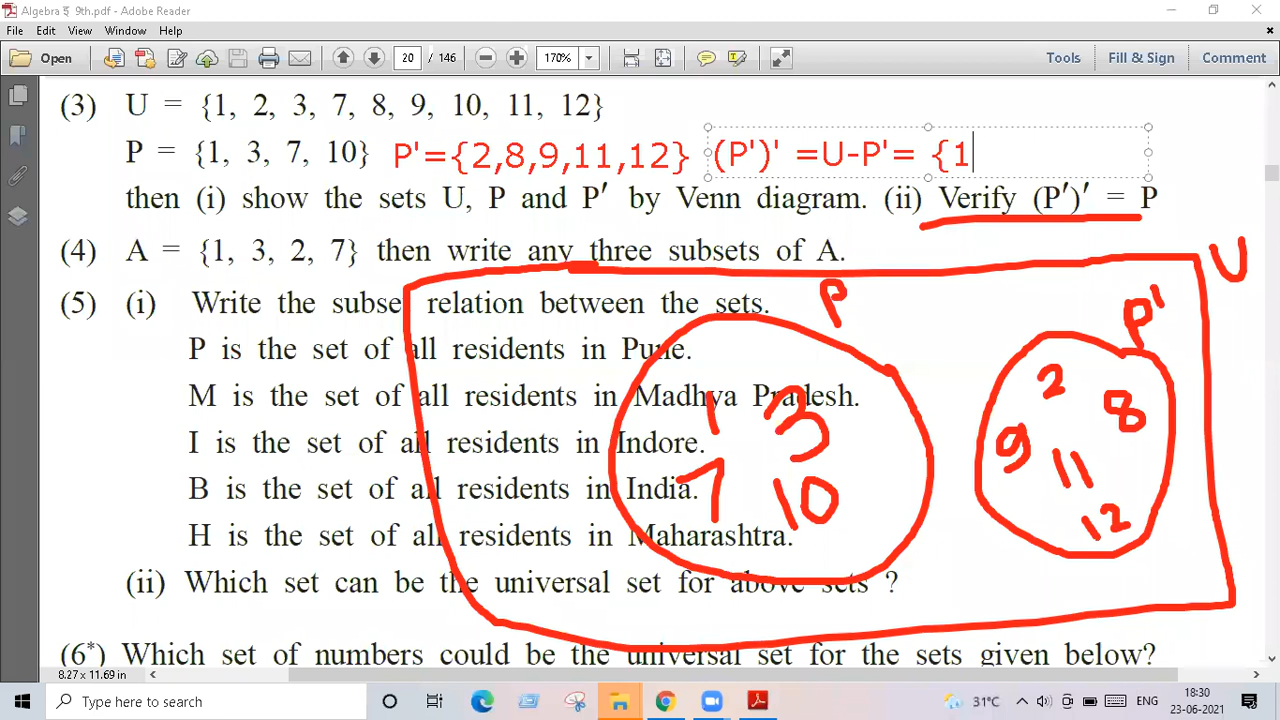 Algebra इ 9th.pdf - Adobe Reader
File Edit View Window Help
Open 20 / 146 170% Tools Fill & Sign Comment
(3) U = {1, 2, 3, 7, 8, 9, 10, 11, 12}
P = {1, 3, 7, 10} P'={2,8,9,11,12} (P')' =U-P'= {1
then (i) show the sets U, P and P′ by Venn diagram. (ii) Verify (P′)′ = P
(4) A = {1, 3, 2, 7} then write any three subsets of A.
U
(5) (i) Write the subse relation between the sets.
P
P'
P is the set of all residents in Pune.
M is the set of all residents in Madhya Pradesh.
1 3
2 8
I is the set of all residents in Indore.
9 11
B is the set of all residents in India.
7 10
12
H is the set of all residents in Maharashtra.
(ii) Which set can be the universal set for above sets ?
(6*) Which set of numbers could be the universal set for the sets given below?
8.27 x 11.69 in
Type here to search 31°C ENG 18:30
23-06-2021